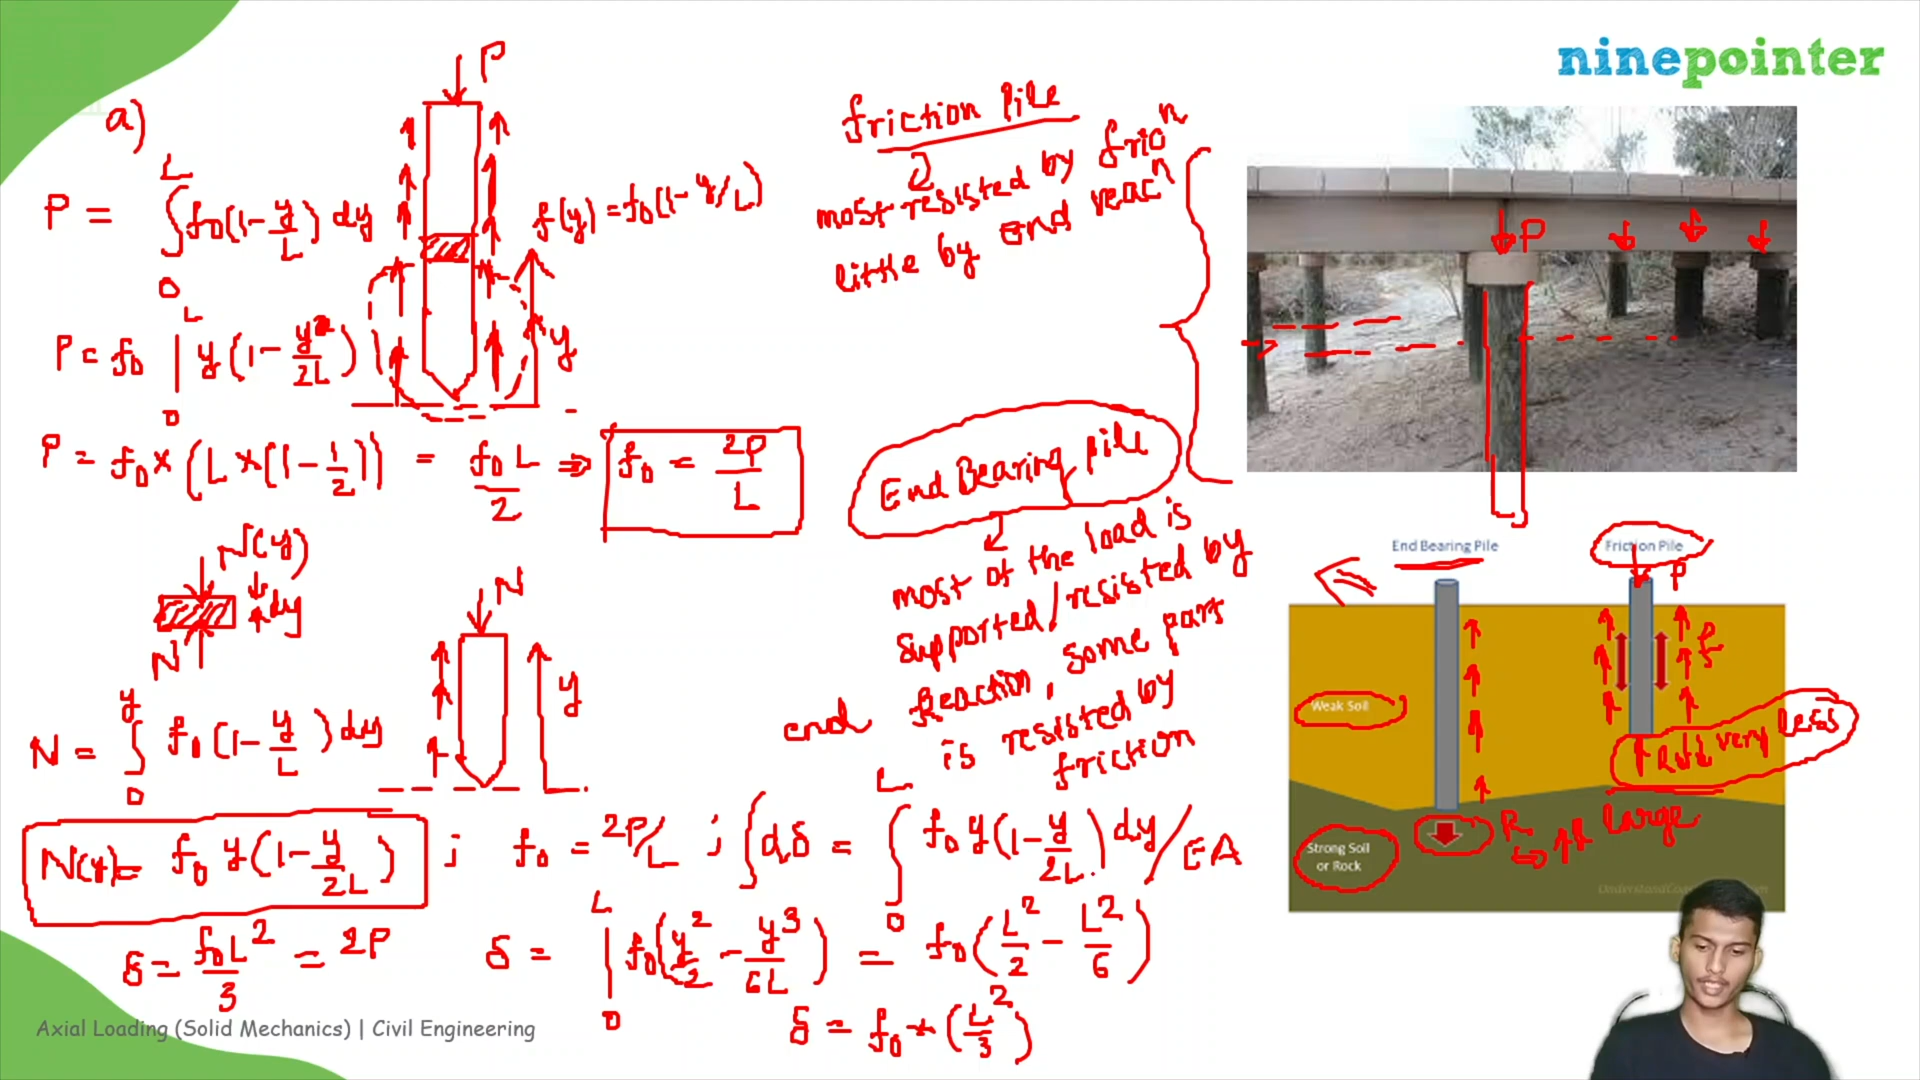 ninepointer
a)
P
P = ∫₀ᴸ f₀(1-y/L) dy
f(y) = f₀(1-y/L)
P = f₀ |₀ᴸ y(1-y²/2L)
y
P = f₀ × (L × (1-1/2)) = f₀L/2 ⇒ f₀ = 2P/L
friction pile
most resisted by frioⁿ
little by end reacⁿ
P
End Bearing pile
most of the load is
supported/resisted by
end Reaction, some part
is resisted by
friction
N(y)
dy
N
N
y
N = ∫₀ʸ f₀(1-y/L) dy
N(y) = f₀ y(1-y/2L) ; f₀ = 2P/L ; ∫dδ = ∫₀ᴸ f₀ y(1-y/2L) dy/EA
δ = f₀L²/3 = 2P
δ = |₀ᴸ f₀(y²/2 - y³/6L) = f₀(L²/2 - L²/6)
δ = f₀ + (L²/3)
End Bearing Pile
Friction Pile
P
Weak Soil
very less
R
large
Strong Soil
or Rock
Axial Loading (Solid Mechanics) | Civil Engineering